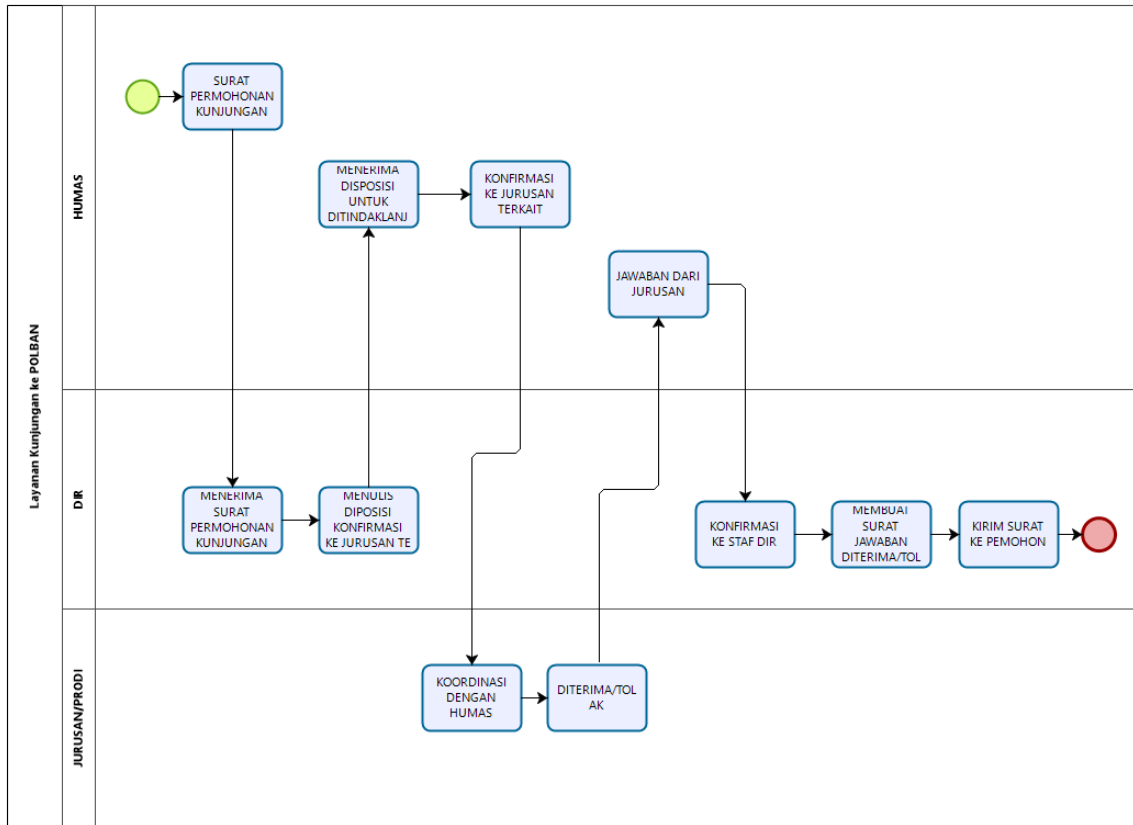 Layanan Kunjungan ke POLBAN
HUMAS
SURAT
PERMOHONAN
KUNJUNGAN
MENERIMA
DISPOSISI
UNTUK
DITINDAKLANJ
KONFIRMASI
KE JURUSAN
TERKAIT
JAWABAN DARI
JURUSAN
DIR
MENERIMA
SURAT
PERMOHONAN
KUNJUNGAN
MENULIS
DIPOSISI
KONFIRMASI
KE JURUSAN TE
KONFIRMASI
KE STAF DIR
MEMBUAT
SURAT
JAWABAN
DITERIMA/TOL
KIRIM SURAT
KE PEMOHON
JURUSAN/PRODI
KOORDINASI
DENGAN
HUMAS
DITERIMA/TOL
AK